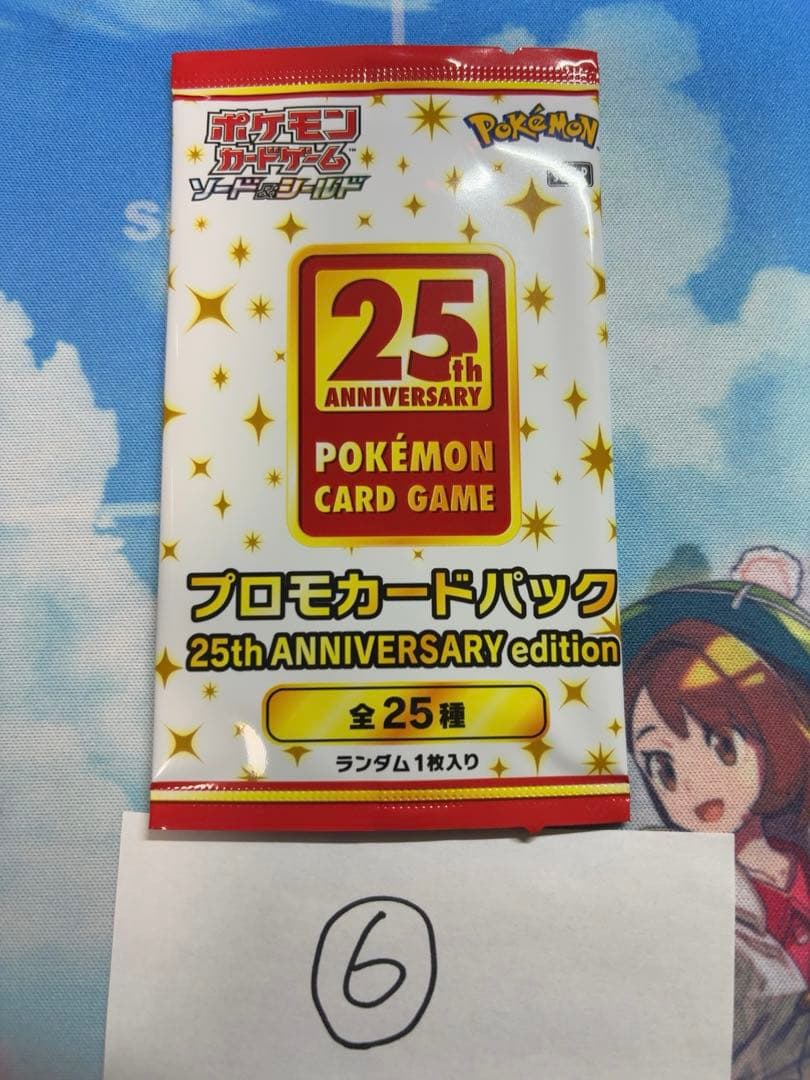 ポケモン
カードゲーム™
ソード&シールド
POKéMON
S
25th
ANNIVERSARY
POKÉMON
CARD GAME
プロモカードパック
25th ANNIVERSARY edition
全25種
ランダム1枚入り
6